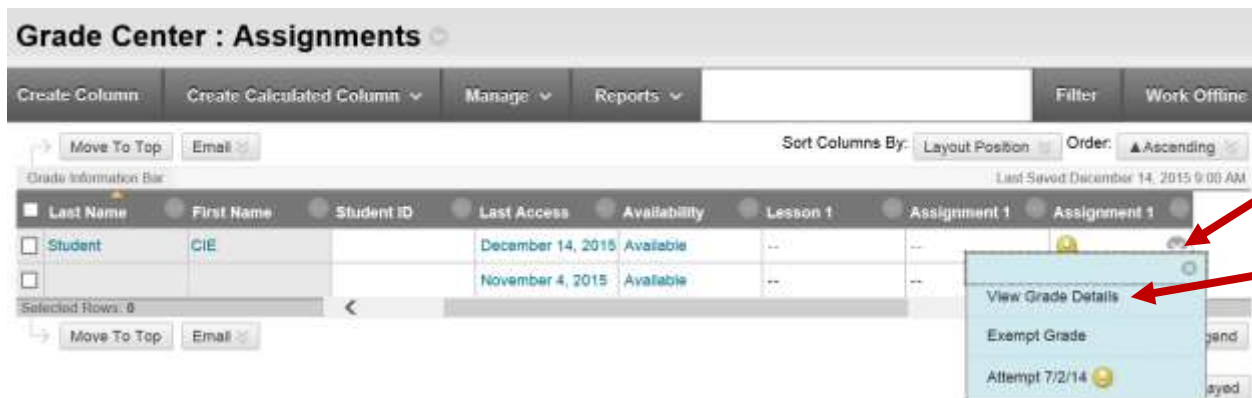 Grade Center : Assignments
Create Column Create Calculated Column Manage Reports Filter Work Offline
Move To Top Email Sort Columns By: Layout Position Order: ▲Ascending
Grade Information Bar Last Saved December 14, 2015 9:00 AM
Last Name First Name Student ID Last Access Availability Lesson 1 Assignment 1 Assignment 1
Student CIE December 14, 2015 Available -- --
November 4, 2015 Available -- --
View Grade Details
Selected Rows: 0
Move To Top Email Exempt Grade gend
Attempt 7/2/14 ayed